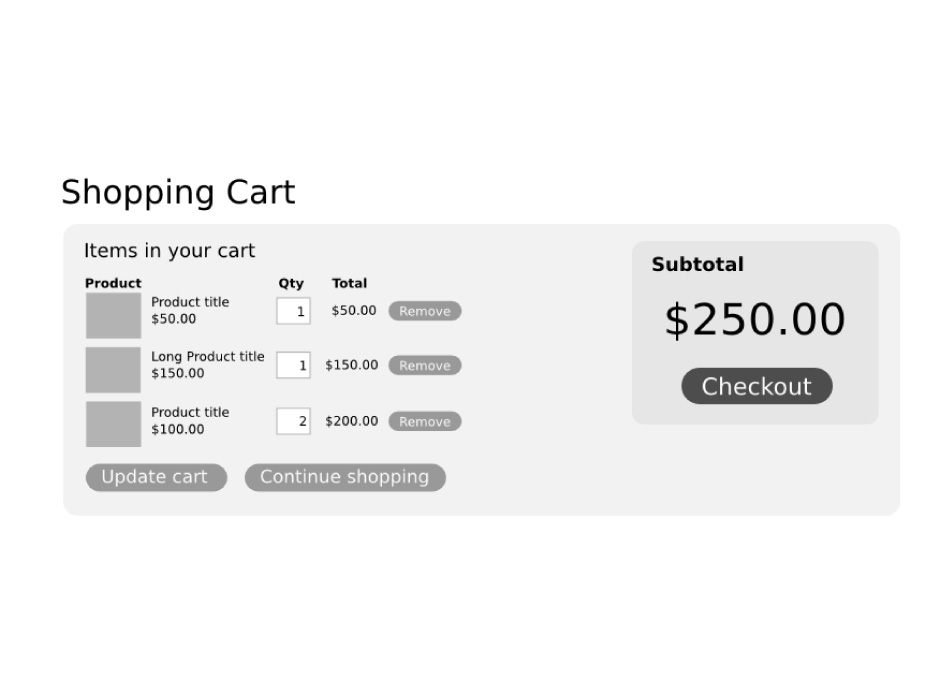 Shopping Cart
Items in your cart
Product Qty Total
Product title
$50.00
1 $50.00 Remove
Long Product title
$150.00
1 $150.00 Remove
Product title
$100.00
2 $200.00 Remove
Update cart Continue shopping
Subtotal
$250.00
Checkout